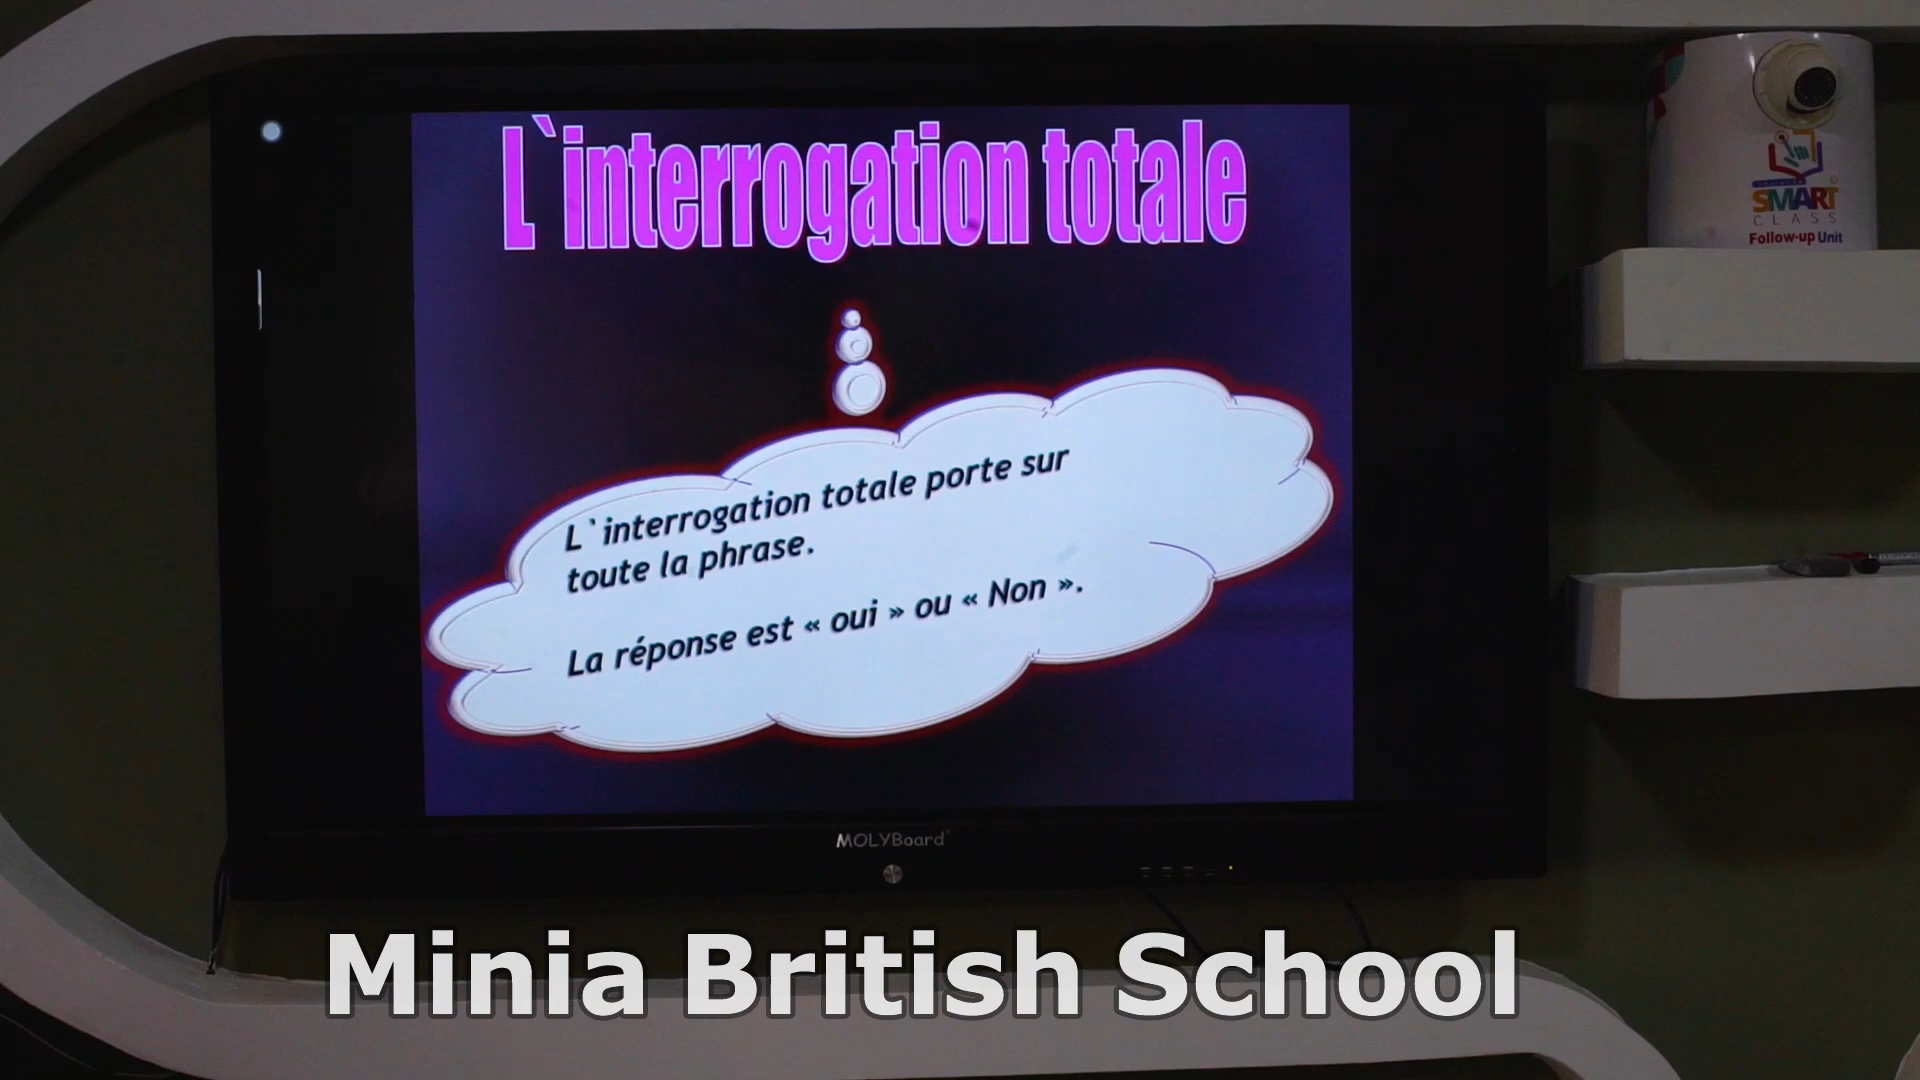 L`interrogation totale
L`interrogation totale porte sur
toute la phrase.
La réponse est « oui » ou « Non ».
MOLYBoard
SMART
CLASS
Follow-up Unit
Minia British School